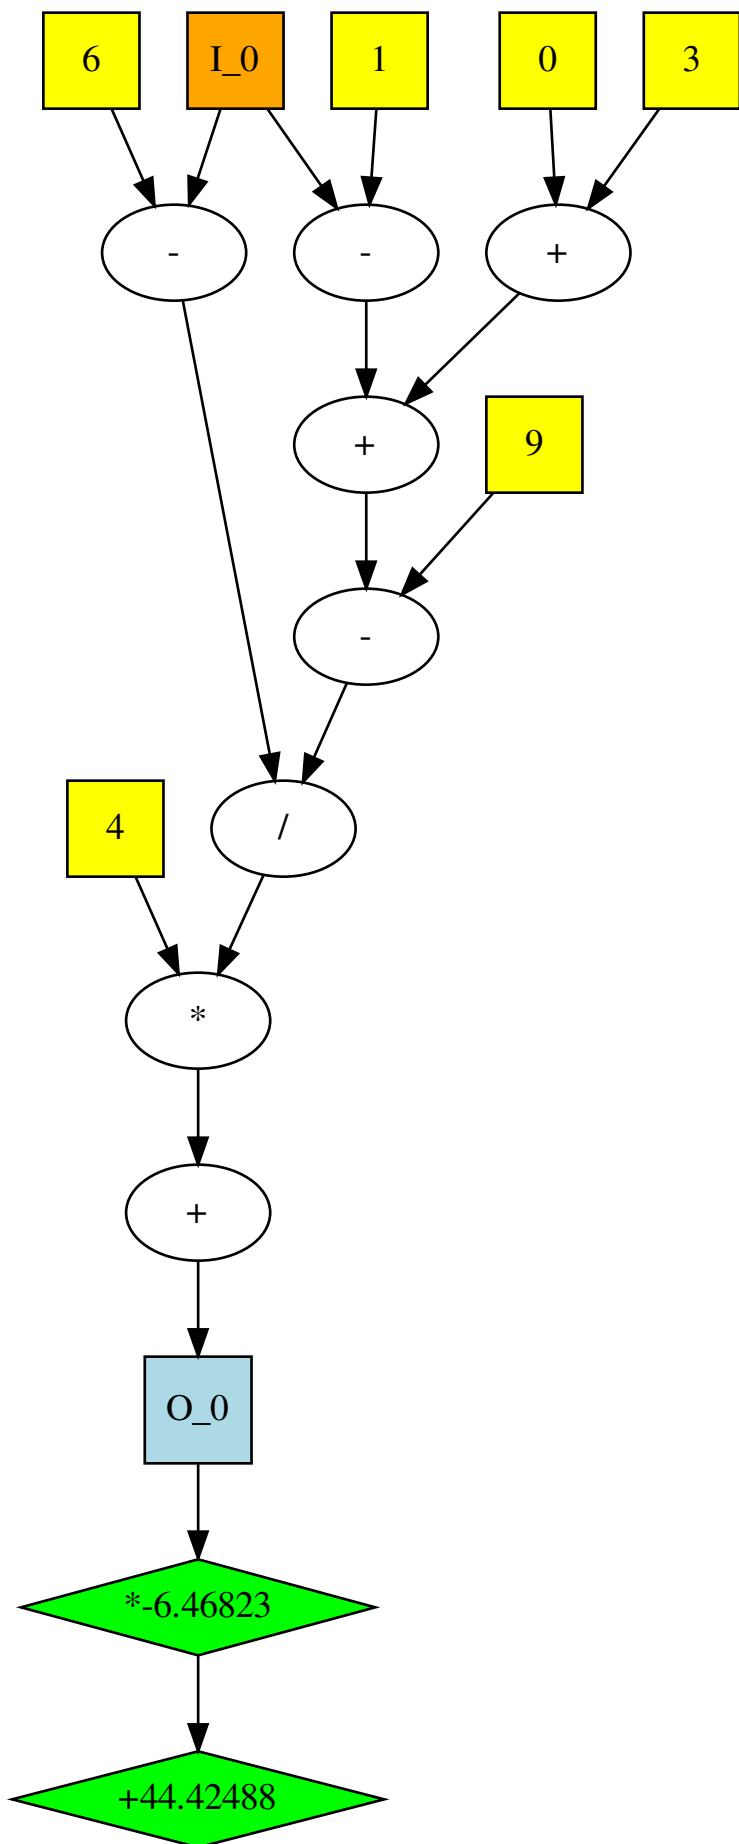 6 I_0 1 0 3
- - +
+ 9
-
4 /
*
+
O_0
*-6.46823
+44.42488